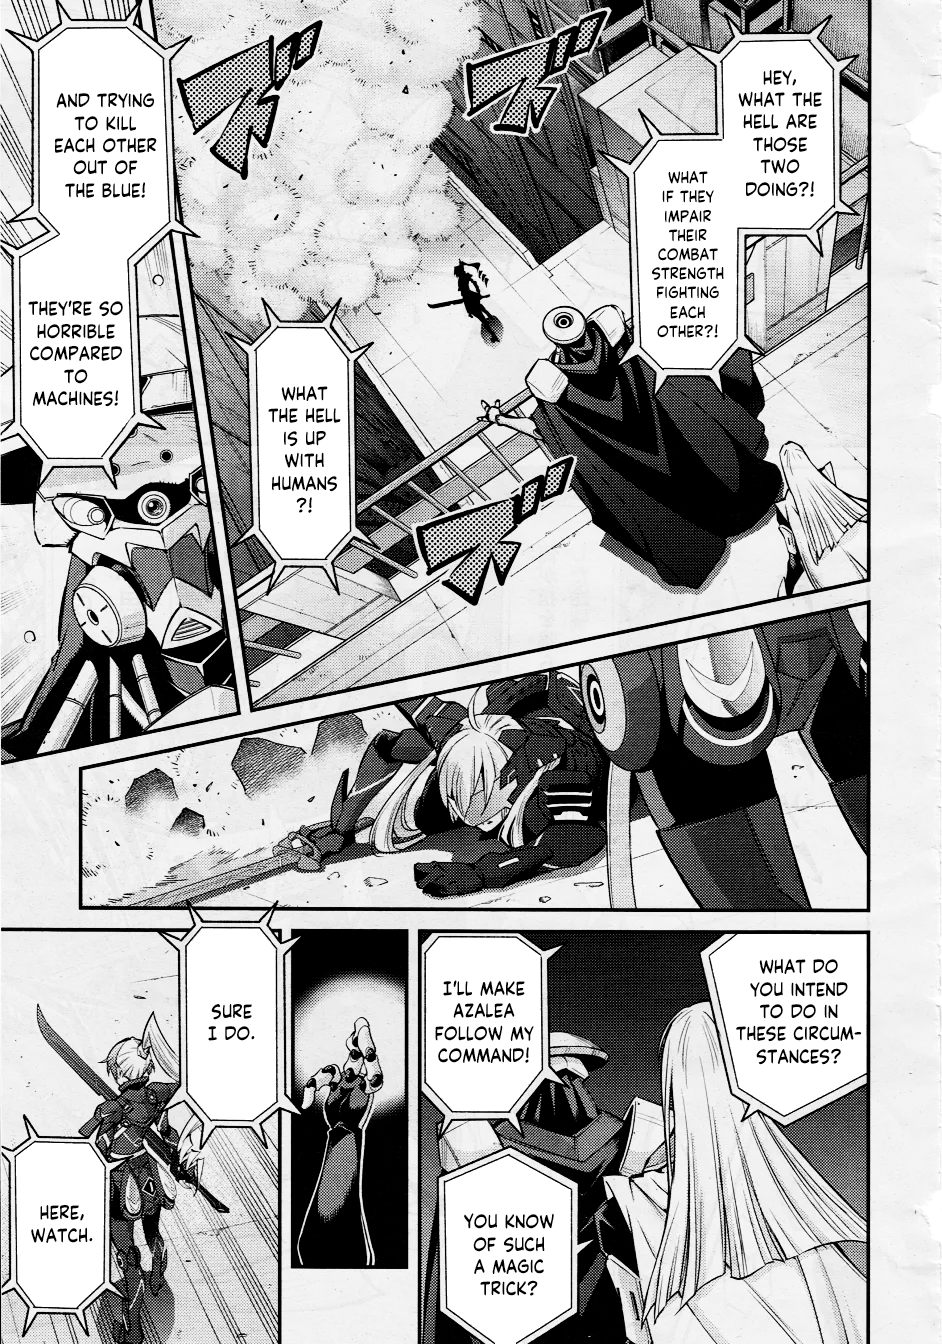 HEY,
WHAT THE
HELL ARE
THOSE
TWO
DOING?!
WHAT
IF THEY
IMPAIR
THEIR
COMBAT
STRENGTH
FIGHTING
EACH
OTHER?!
ズ"
ズ"
ズ"
WHAT
THE HELL
IS UP
WITH
HUMANS
?!
AND TRYING
TO KILL
EACH OTHER
OUT OF
THE BLUE!
THEY'RE SO
HORRIBLE
COMPARED
TO
MACHINES!
WHAT DO
YOU INTEND
TO DO IN
THESE CIRCUM-
STANCES?
I'LL MAKE
AZALEA
FOLLOW MY
COMMAND!
YOU KNOW
OF SUCH
A MAGIC
TRICK?
SURE
I DO.
HERE,
WATCH.